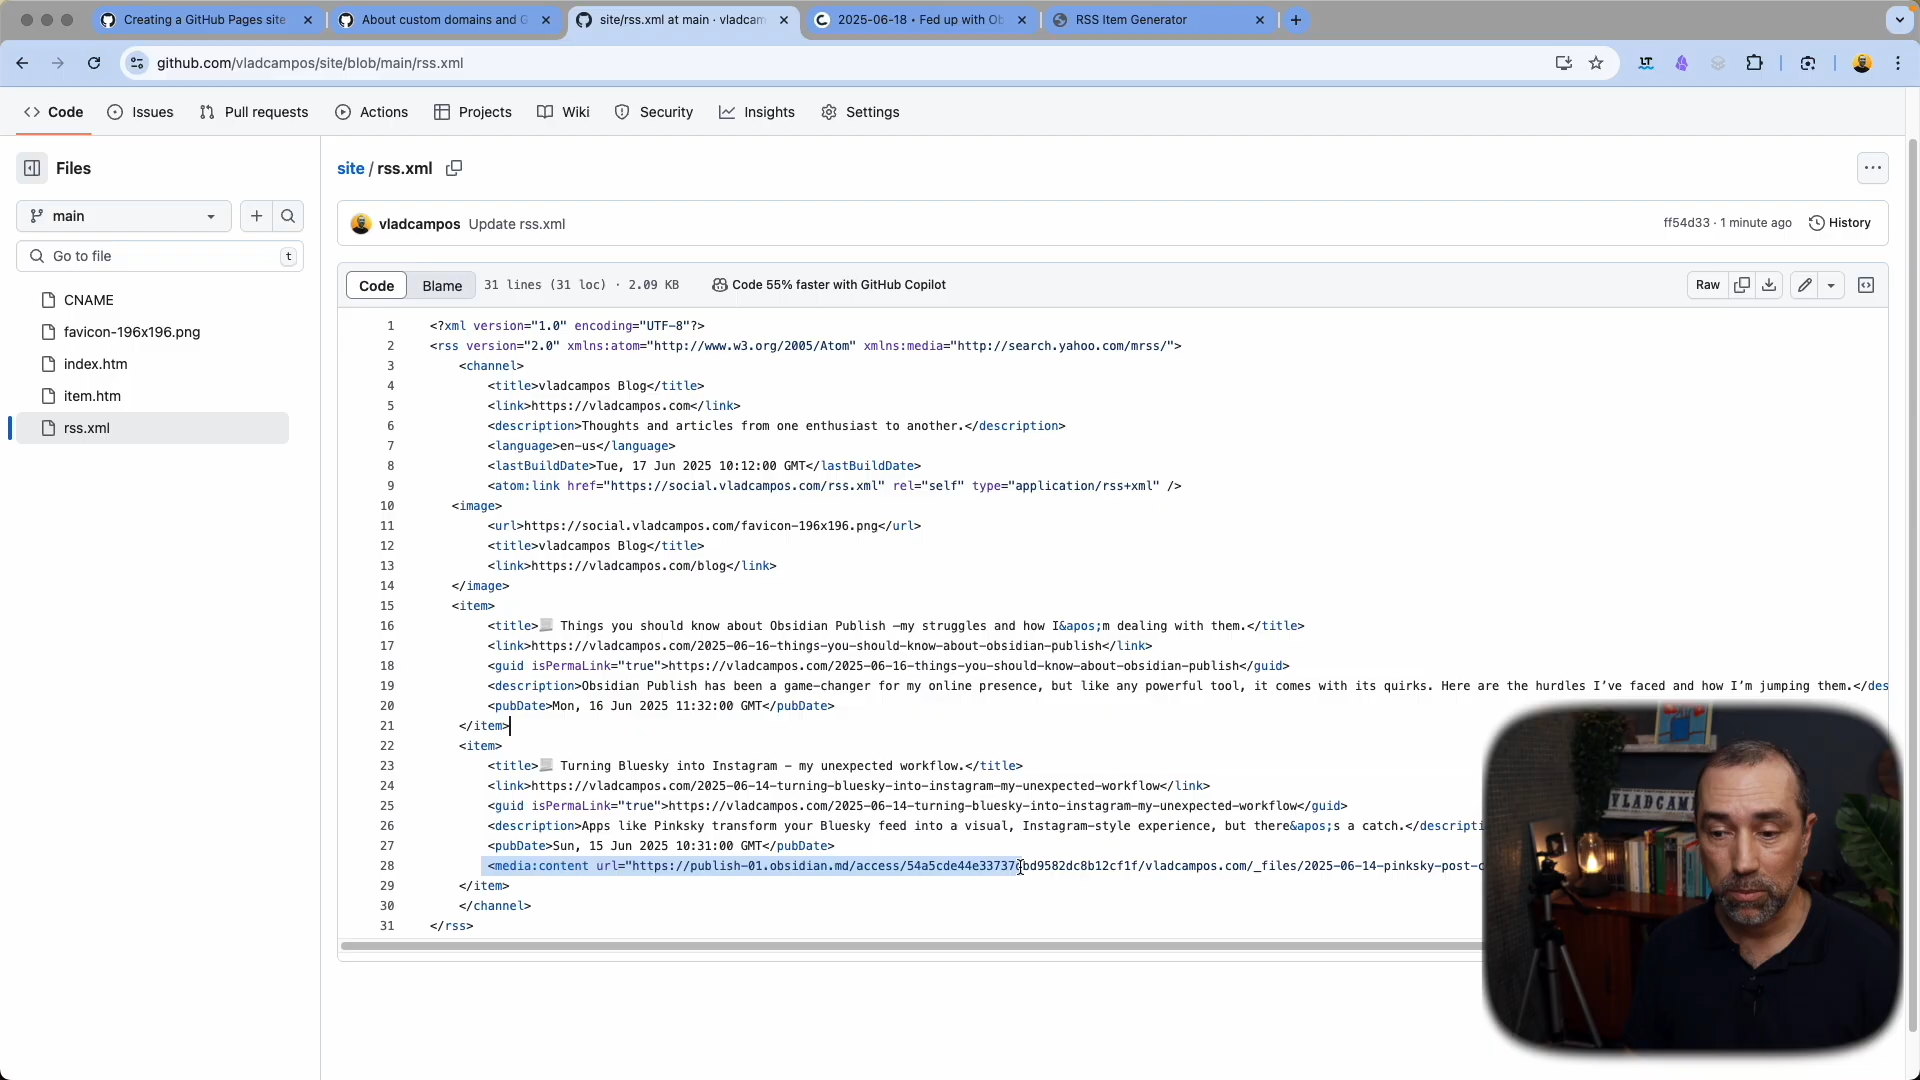 Creating a GitHub Pages site
About custom domains and G
site/rss.xml at main · vladcam
2025-06-18 • Fed up with Ob
RSS Item Generator
github.com/vladcampos/site/blob/main/rss.xml
Code
Issues
Pull requests
Actions
Projects
Wiki
Security
Insights
Settings
Files
site / rss.xml
main
vladcampos Update rss.xml
ff54d33 · 1 minute ago
History
Go to file
t
CNAME
favicon-196x196.png
index.htm
item.htm
rss.xml
Code
Blame
31 lines (31 loc) · 2.09 KB
Code 55% faster with GitHub Copilot
Raw
1 <?xml version="1.0" encoding="UTF-8"?>
2 <rss version="2.0" xmlns:atom="http://www.w3.org/2005/Atom" xmlns:media="http://search.yahoo.com/mrss/">
3 <channel>
4 <title>vladcampos Blog</title>
5 <link>https://vladcampos.com</link>
6 <description>Thoughts and articles from one enthusiast to another.</description>
7 <language>en-us</language>
8 <lastBuildDate>Tue, 17 Jun 2025 10:12:00 GMT</lastBuildDate>
9 <atom:link href="https://social.vladcampos.com/rss.xml" rel="self" type="application/rss+xml" />
10 <image>
11 <url>https://social.vladcampos.com/favicon-196x196.png</url>
12 <title>vladcampos Blog</title>
13 <link>https://vladcampos.com/blog</link>
14 </image>
15 <item>
16 <title>📃 Things you should know about Obsidian Publish —my struggles and how I&apos;m dealing with them.</title>
17 <link>https://vladcampos.com/2025-06-16-things-you-should-know-about-obsidian-publish</link>
18 <guid isPermaLink="true">https://vladcampos.com/2025-06-16-things-you-should-know-about-obsidian-publish</guid>
19 <description>Obsidian Publish has been a game-changer for my online presence, but like any powerful tool, it comes with its quirks. Here are the hurdles I’ve faced and how I’m jumping them.</des
20 <pubDate>Mon, 16 Jun 2025 11:32:00 GMT</pubDate>
21 </item>
22 <item>
23 <title>📃 Turning Bluesky into Instagram – my unexpected workflow.</title>
24 <link>https://vladcampos.com/2025-06-14-turning-bluesky-into-instagram-my-unexpected-workflow</link>
25 <guid isPermaLink="true">https://vladcampos.com/2025-06-14-turning-bluesky-into-instagram-my-unexpected-workflow</guid>
26 <description>Apps like Pinksky transform your Bluesky feed into a visual, Instagram-style experience, but there&apos;s a catch.</descripti
27 <pubDate>Sun, 15 Jun 2025 10:31:00 GMT</pubDate>
28 <media:content url="https://publish-01.obsidian.md/access/54a5cde44e33737cbd9582dc8b12cf1f/vladcampos.com/_files/2025-06-14-pinksky-post-c
29 </item>
30 </channel>
31 </rss>
VLADCAM